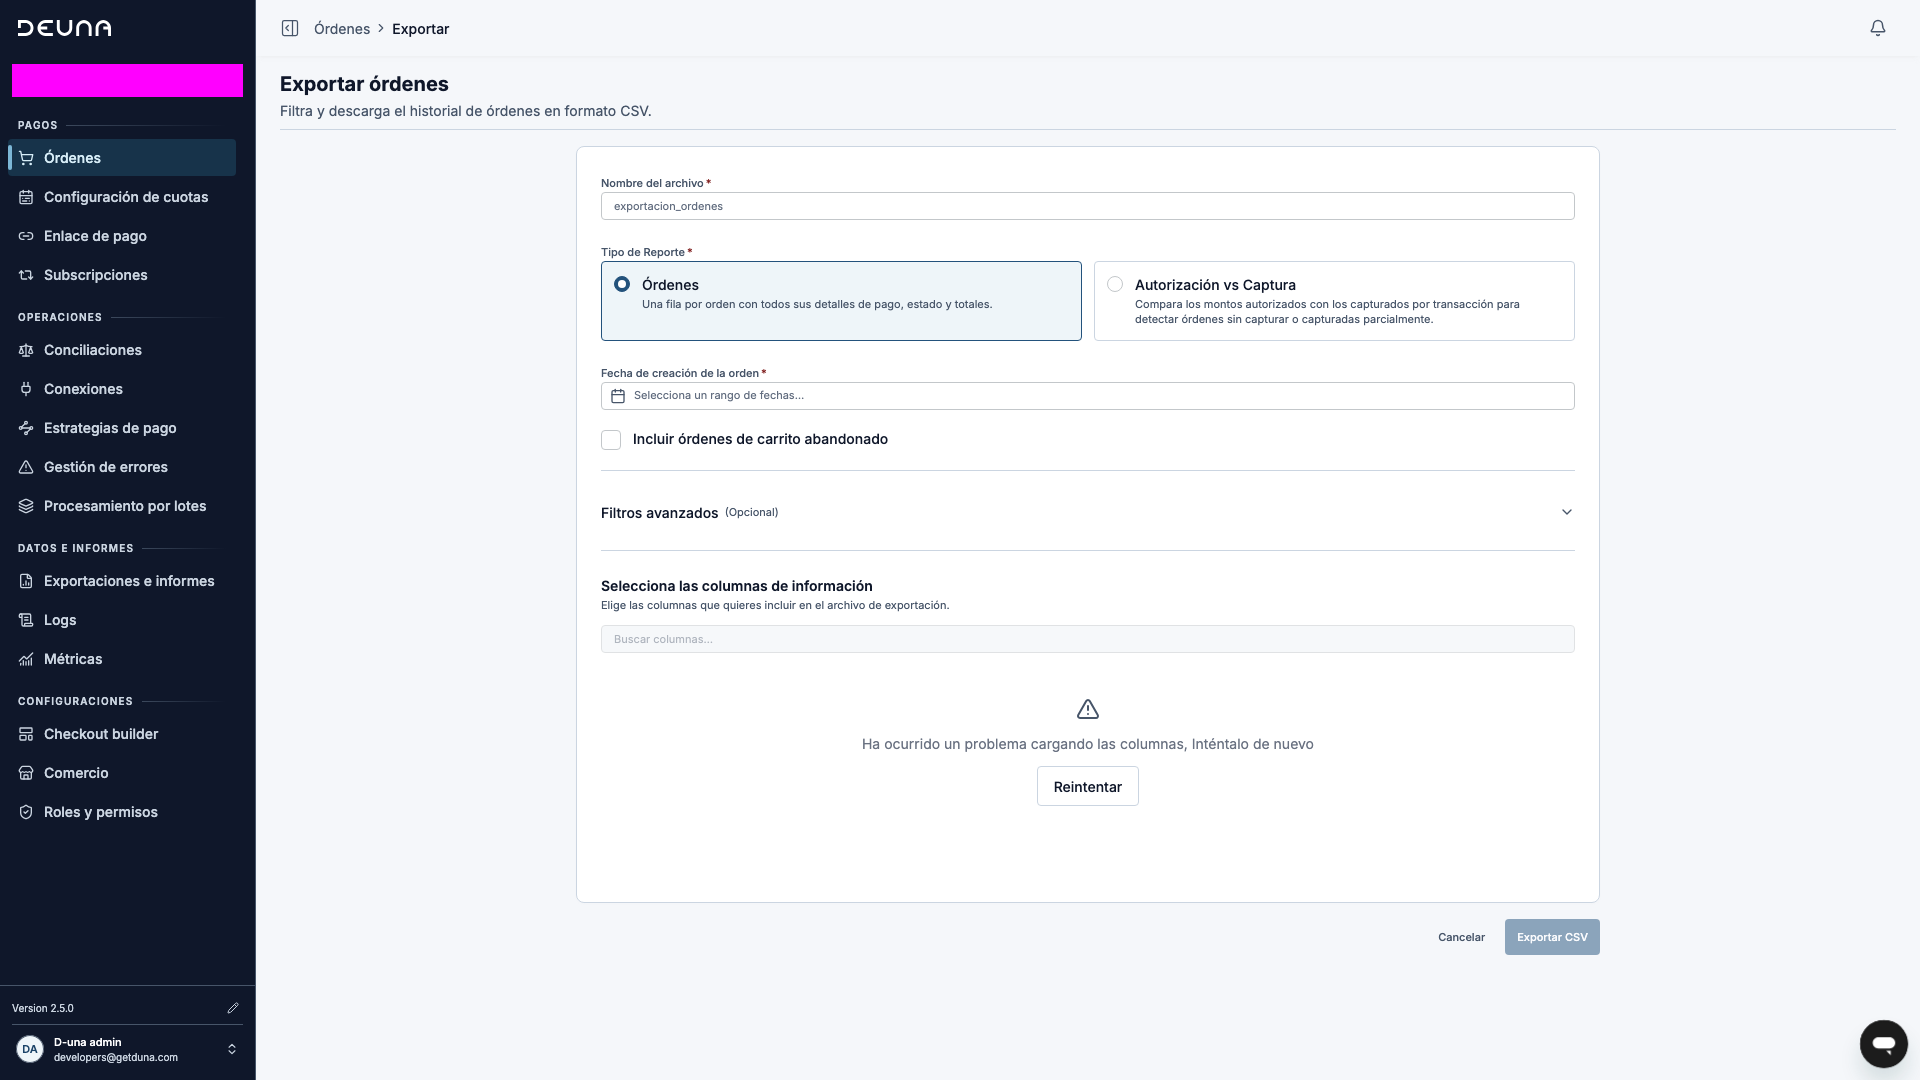 DEUNA
Órdenes > Exportar
Exportar órdenes
Filtra y descarga el historial de órdenes en formato CSV.
PAGOS
Órdenes
Configuración de cuotas
Enlace de pago
Subscripciones
OPERACIONES
Conciliaciones
Conexiones
Estrategias de pago
Gestión de errores
Procesamiento por lotes
DATOS E INFORMES
Exportaciones e informes
Logs
Métricas
CONFIGURACIONES
Checkout builder
Comercio
Roles y permisos
Version 2.5.0
DA
D-una admin
developers@getduna.com
Nombre del archivo*
exportacion_ordenes
Tipo de Reporte*
Órdenes
Una fila por orden con todos sus detalles de pago, estado y totales.
Autorización vs Captura
Compara los montos autorizados con los capturados por transacción para
detectar órdenes sin capturar o capturadas parcialmente.
Fecha de creación de la orden*
Selecciona un rango de fechas...
Incluir órdenes de carrito abandonado
Filtros avanzados (Opcional)
Selecciona las columnas de información
Elige las columnas que quieres incluir en el archivo de exportación.
Buscar columnas...
Ha ocurrido un problema cargando las columnas, Inténtalo de nuevo
Reintentar
Cancelar
Exportar CSV